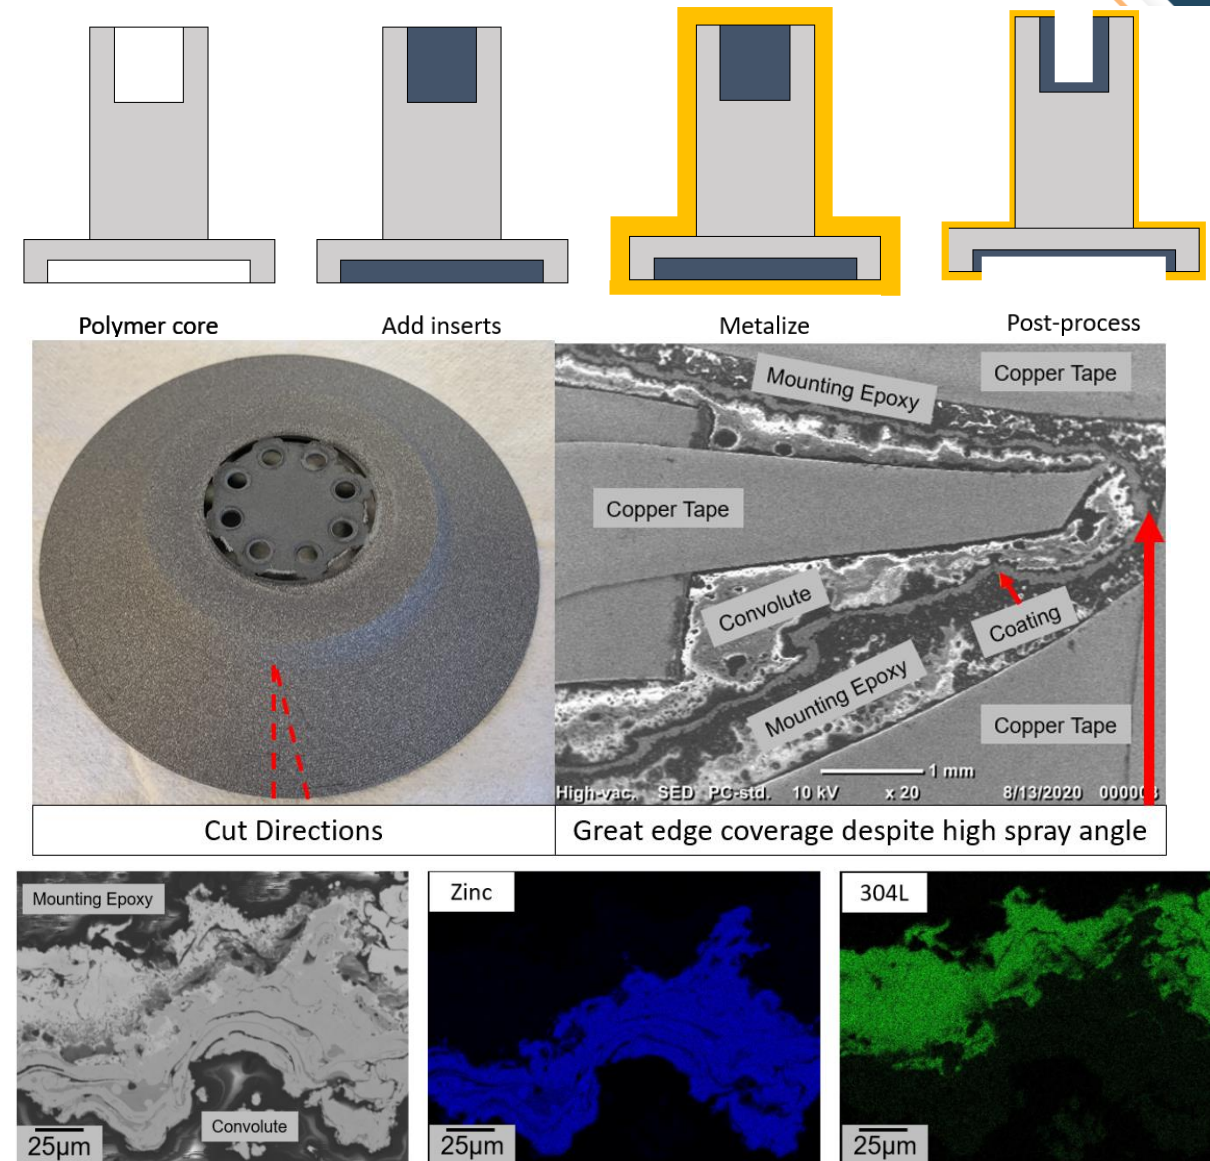 Polymer core
Add inserts
Metalize
Post-process
Mounting Epoxy
Copper Tape
Copper Tape
Convolute
Coating
Mounting Epoxy
Copper Tape
1 mm
High-vac. SED PC-std. 10 kV x 20 8/13/2020
Cut Directions
Great edge coverage despite high spray angle
Mounting Epoxy
Convolute
25µm
Zinc
25µm
304L
25µm